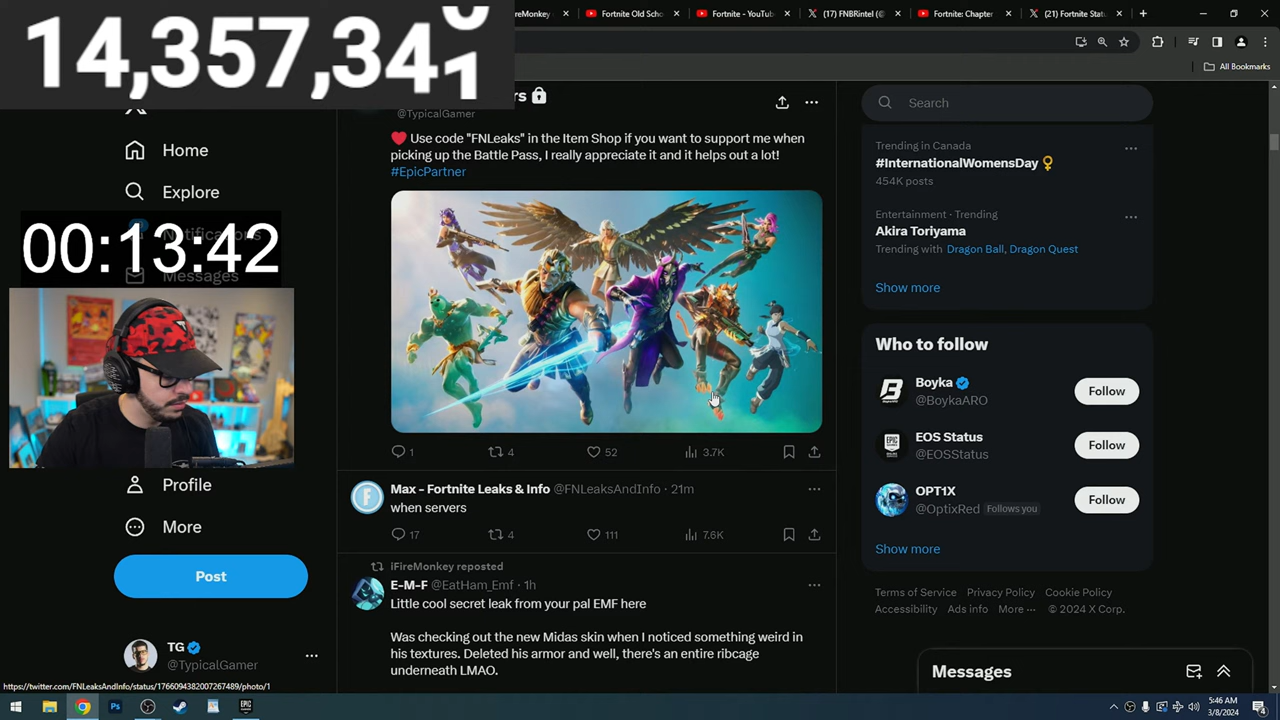 14,357,341
FireMonkey
Fortnite Old Scho
Fortnite - YouTub
(17) FNBRintel (@
Fortnite: Chapter
(21) Fortnite Stat
All Bookmarks
rs
@TypicalGamer
Search
Home
Explore
Notifications
Messages
00:13:42
Profile
More
Post
TG
@TypicalGamer
Use code "FNLeaks" in the Item Shop if you want to support me when
picking up the Battle Pass, I really appreciate it and it helps out a lot!
#EpicPartner
1
4
52
3.7K
Max - Fortnite Leaks & Info @FNLeaksAndInfo · 21m
when servers
17
4
111
7.6K
iFireMonkey reposted
E-M-F @EatHam_Emf · 1h
Little cool secret leak from your pal EMF here
Was checking out the new Midas skin when I noticed something weird in
his textures. Deleted his armor and well, there's an entire ribcage
underneath LMAO.
Trending in Canada
#InternationalWomensDay
454K posts
Entertainment · Trending
Akira Toriyama
Trending with Dragon Ball, Dragon Quest
Show more
Who to follow
Boyka
@BoykaARO
Follow
EOS Status
@EOSStatus
Follow
OPT1X
@OptixRed Follows you
Follow
Show more
Terms of Service Privacy Policy Cookie Policy
Accessibility Ads info More ··· © 2024 X Corp.
Messages
https://twitter.com/FNLeaksAndInfo/status/1766094382007267489/photo/1
5:46 AM
3/8/2024